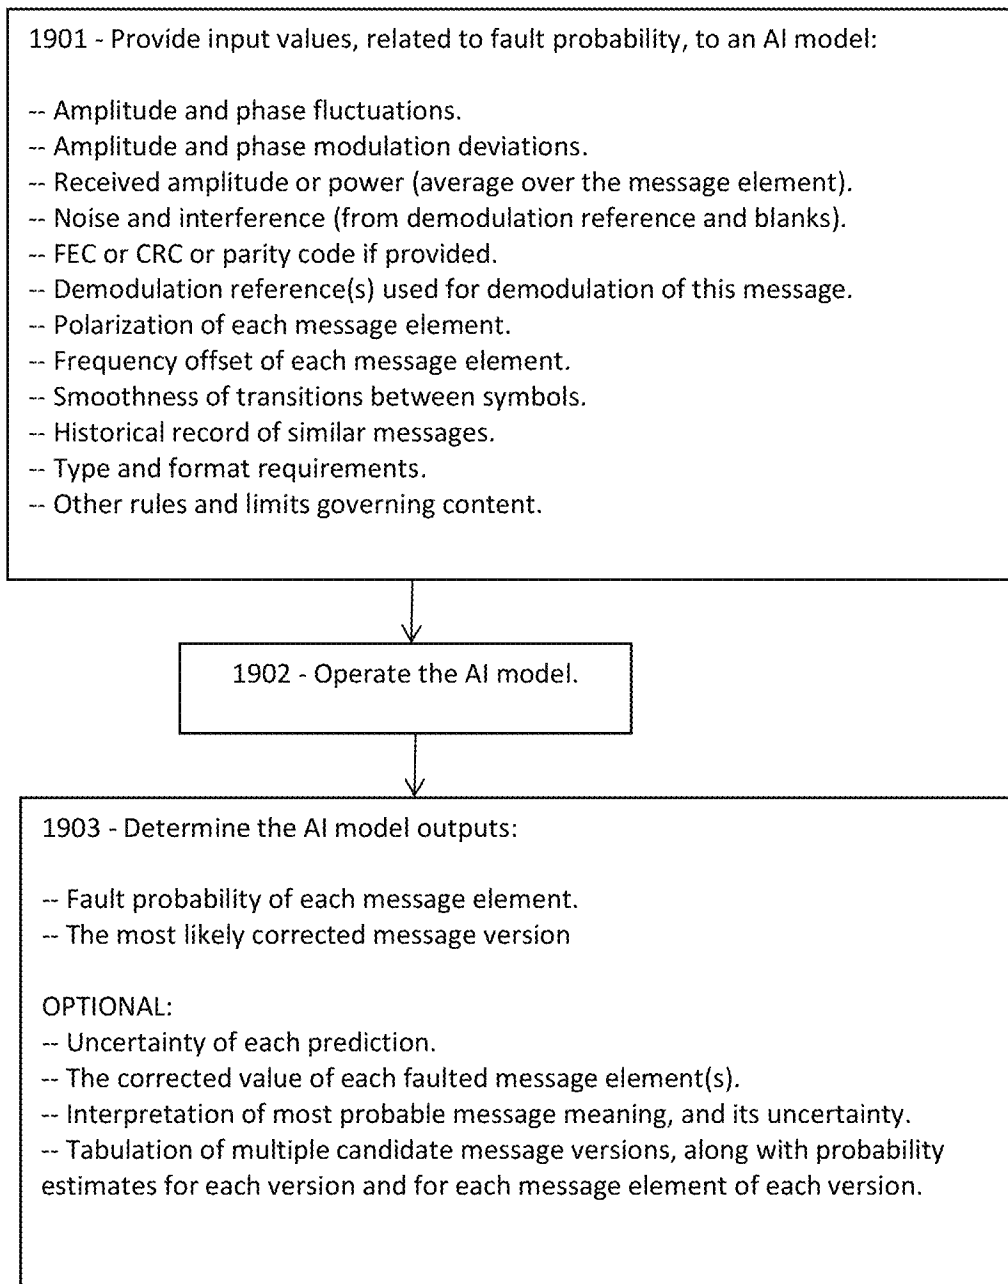 1901 - Provide input values, related to fault probability, to an AI model:
-- Amplitude and phase fluctuations.
-- Amplitude and phase modulation deviations.
-- Received amplitude or power (average over the message element).
-- Noise and interference (from demodulation reference and blanks).
-- FEC or CRC or parity code if provided.
-- Demodulation reference(s) used for demodulation of this message.
-- Polarization of each message element.
-- Frequency offset of each message element.
-- Smoothness of transitions between symbols.
-- Historical record of similar messages.
-- Type and format requirements.
-- Other rules and limits governing content.
1902 - Operate the AI model.
1903 - Determine the AI model outputs:
-- Fault probability of each message element.
-- The most likely corrected message version
OPTIONAL:
-- Uncertainty of each prediction.
-- The corrected value of each faulted message element(s).
-- Interpretation of most probable message meaning, and its uncertainty.
-- Tabulation of multiple candidate message versions, along with probability
estimates for each version and for each message element of each version.